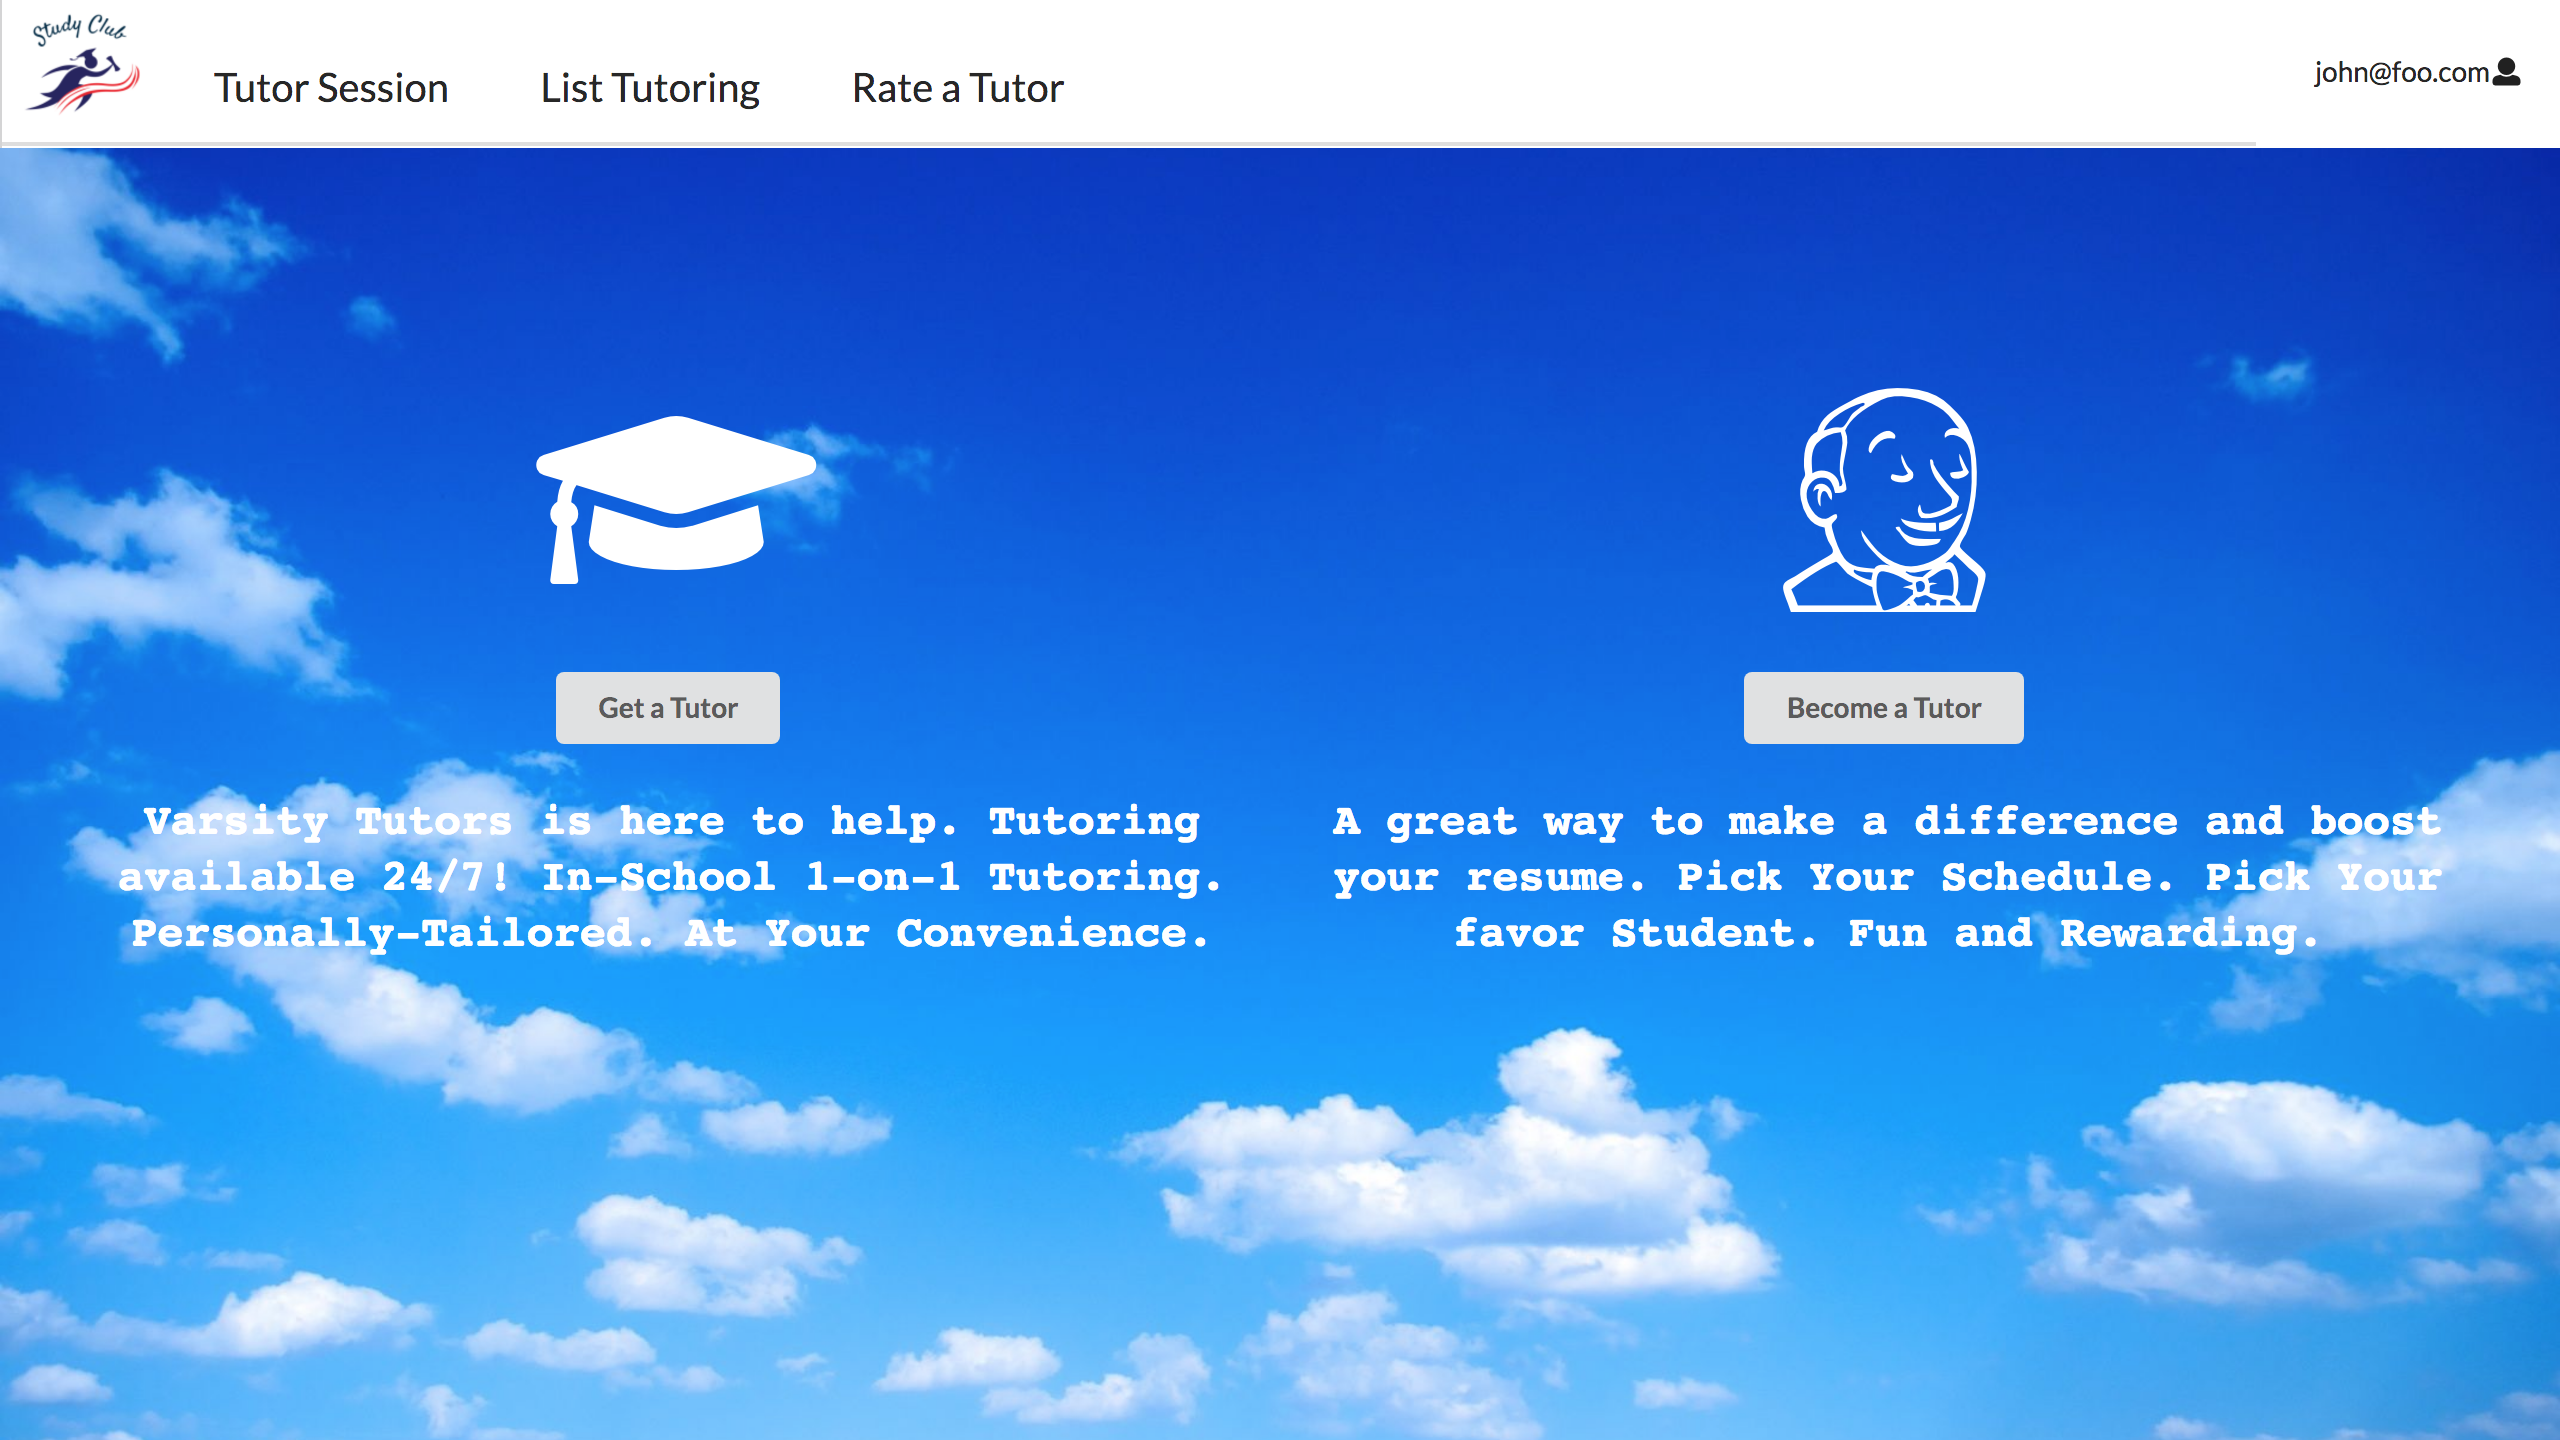 Study Club
Tutor Session
List Tutoring
Rate a Tutor
john@foo.com
Get a Tutor
Varsity Tutors is here to help. Tutoring
available 24/7! In-School 1-on-1 Tutoring.
Personally-Tailored. At Your Convenience.
Become a Tutor
A great way to make a difference and boost
your resume. Pick Your Schedule. Pick Your
favor Student. Fun and Rewarding.